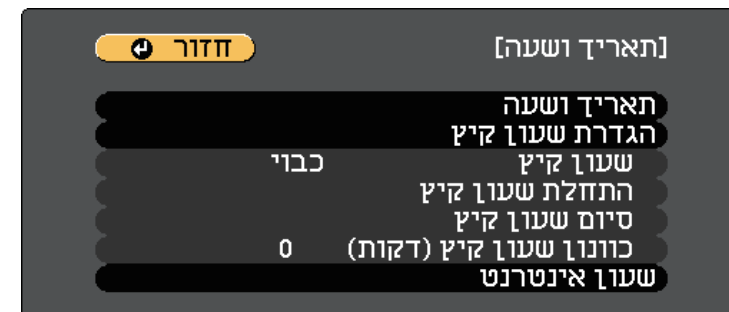 [תאריך ושעה] חזור
תאריך ושעה
הגדרת שעון קיץ
שעון קיץ כבוי
התחלת שעון קיץ
סיום שעון קיץ
כוונון שעון קיץ (דקות) 0
שעון אינטרנט